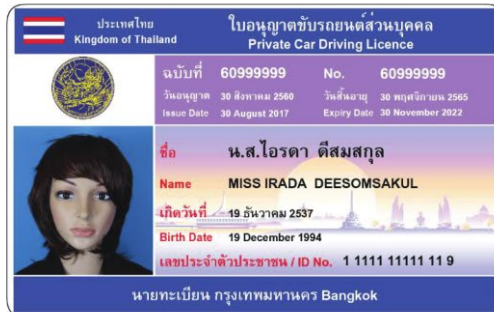 ประเทศไทย
Kingdom of Thailand
ใบอนุญาตขับรถยนต์ส่วนบุคคล
Private Car Driving Licence
ฉบับที่ 60999999 No. 60999999
วันอนุญาต 30 สิงหาคม 2560 วันสิ้นอายุ 30 พฤศจิกายน 2565
Issue Date 30 August 2017 Expiry Date 30 November 2022
ชื่อ น.ส.ไอรดา ดีสมสกุล
Name MISS IRADA DEESOMSAKUL
เกิดวันที่ 19 ธันวาคม 2537
Birth Date 19 December 1994
เลขประจำตัวประชาชน / ID No. 1 1111 11111 11 9
นายทะเบียน กรุงเทพมหานคร Bangkok